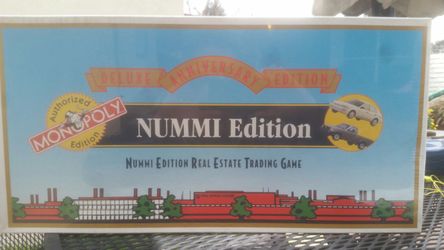 DELUXE ANNIVERSARY EDITION
Authorized
MONOPOLY
Edition
NUMMI Edition
NUMMI EDITION REAL ESTATE TRADING GAME